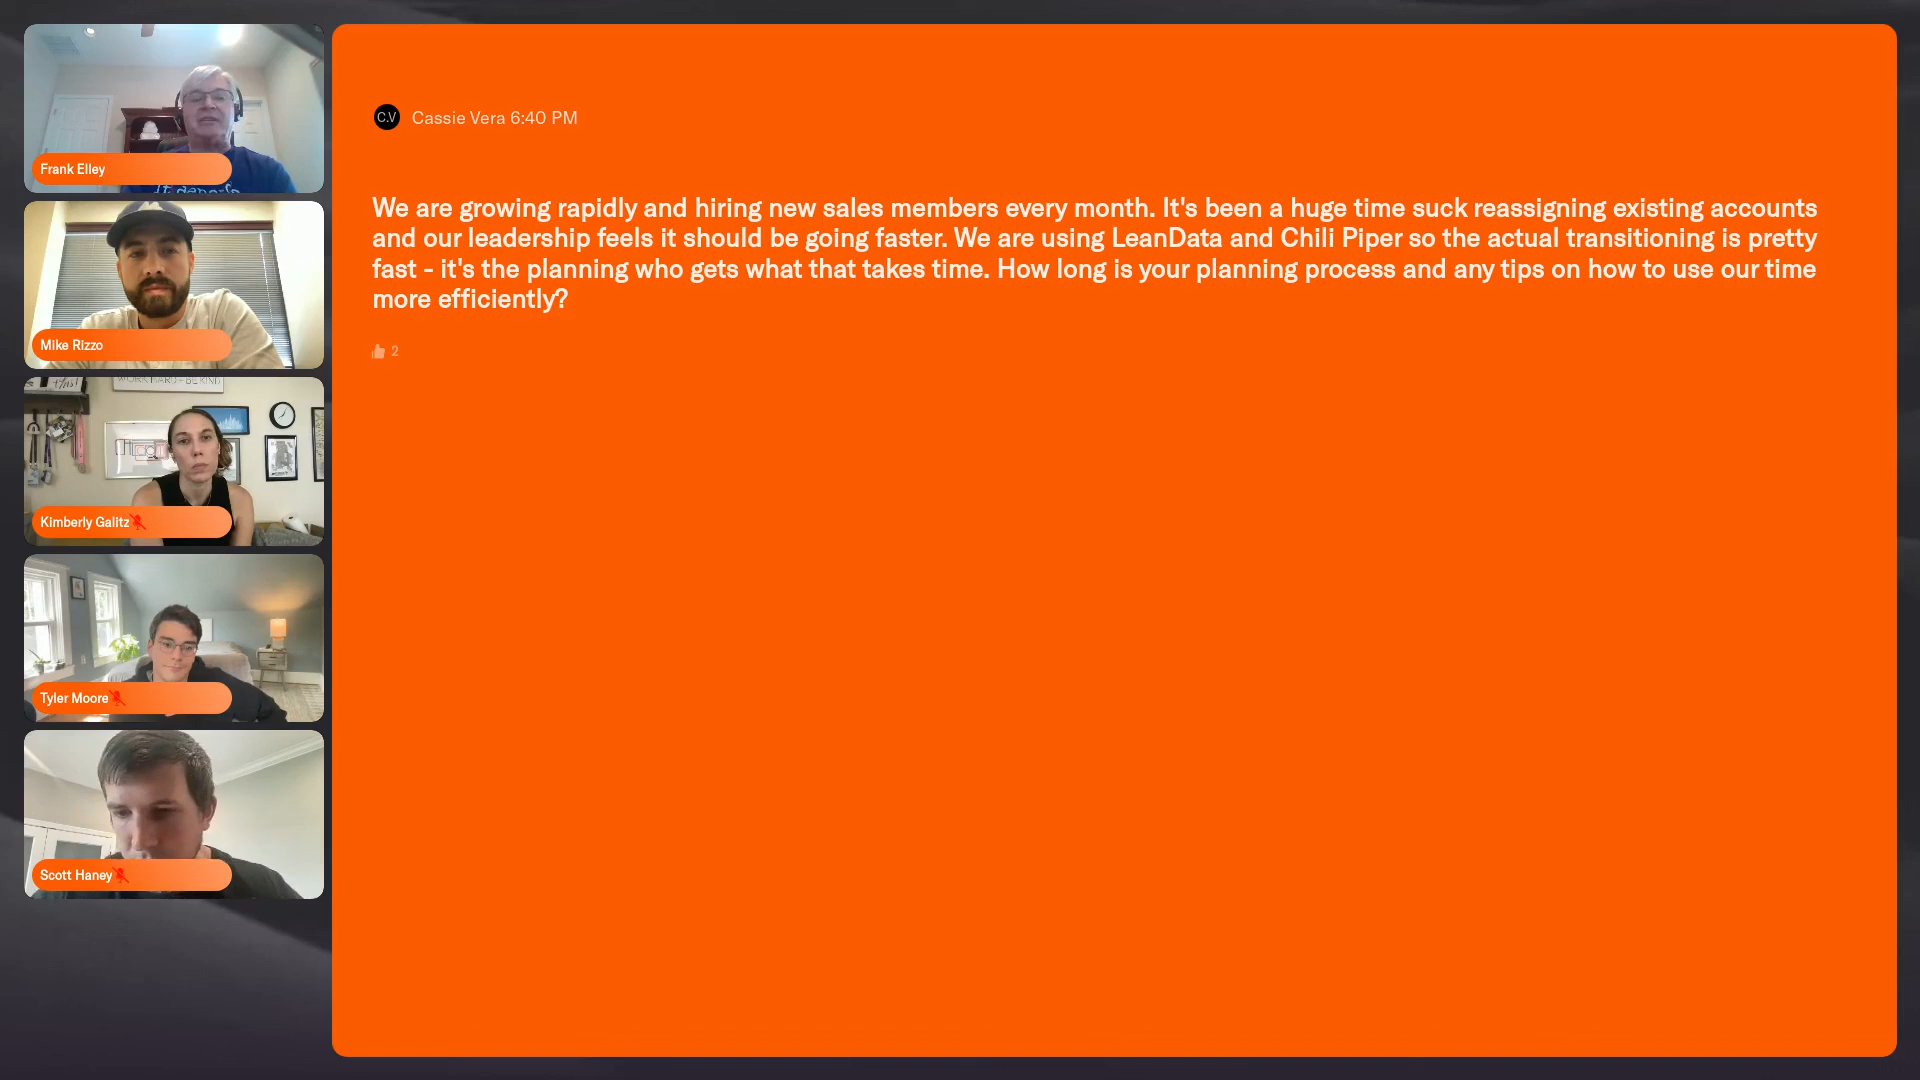 Frank Elley
Mike Rizzo
WORK HARD + BE KIND
Kimberly Galitz
Tyler Moore
Scott Haney
C.V
Cassie Vera 6:40 PM
We are growing rapidly and hiring new sales members every month. It's been a huge time suck reassigning existing accounts
and our leadership feels it should be going faster. We are using LeanData and Chili Piper so the actual transitioning is pretty
fast - it's the planning who gets what that takes time. How long is your planning process and any tips on how to use our time
more efficiently?
2